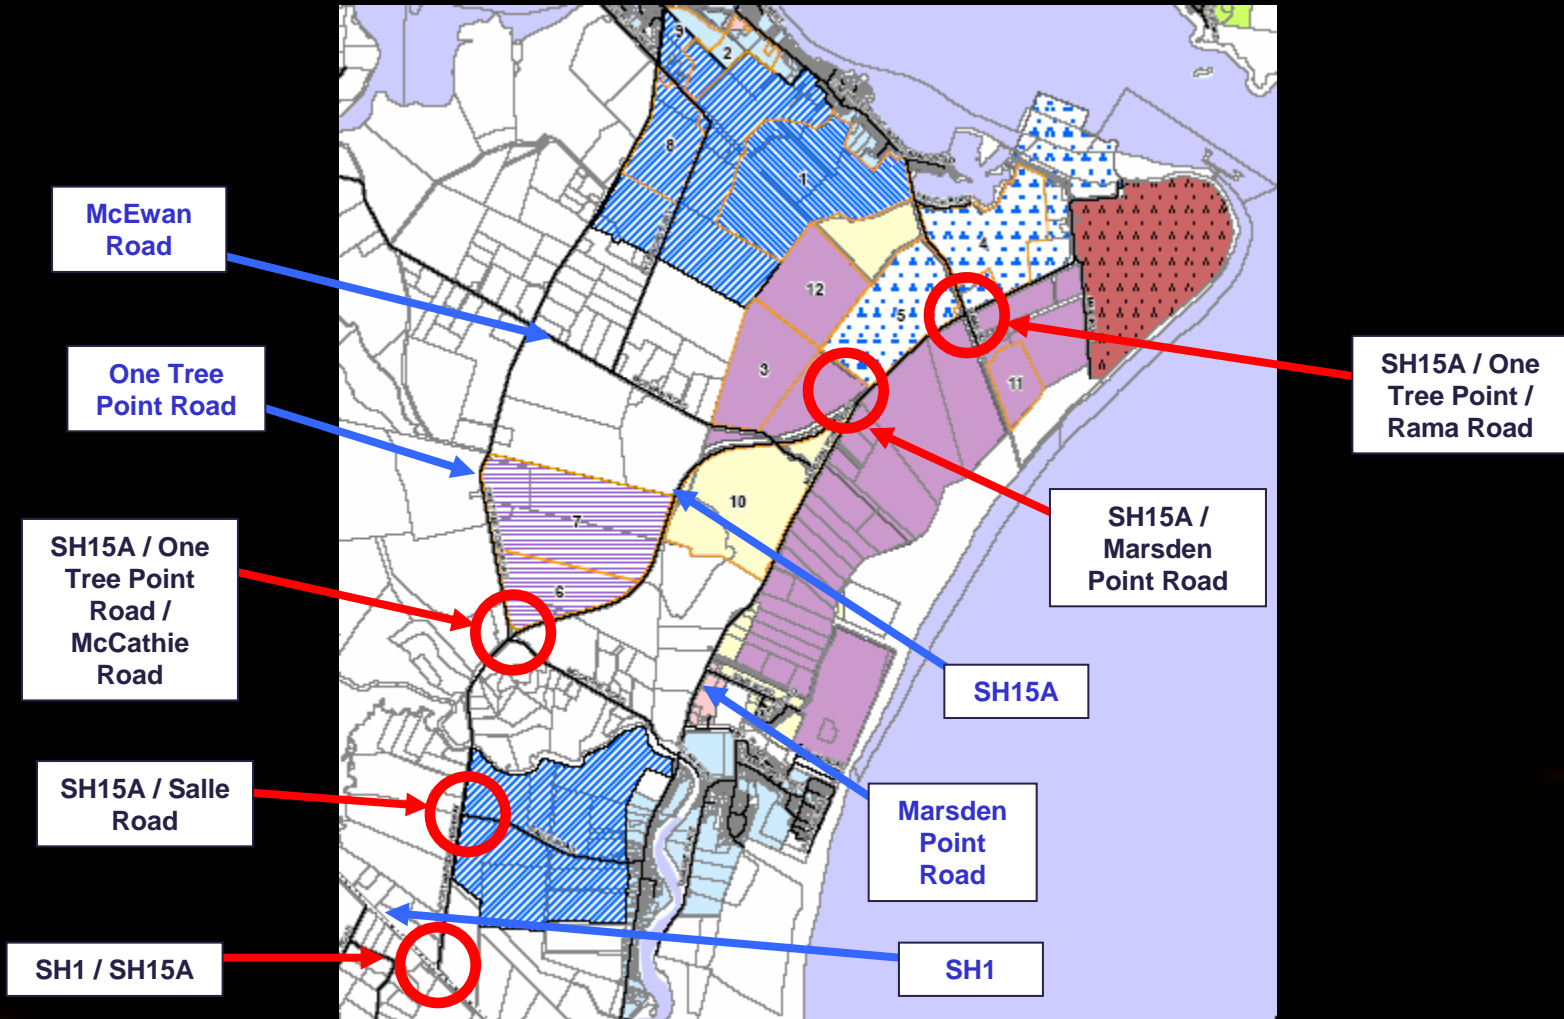 McEwan
Road
One Tree
Point Road
SH15A / One
Tree Point
Road /
McCathie
Road
SH15A / Salle
Road
SH1 / SH15A
9
2
8
1
4
12
5
3
11
10
7
6
SH15A / One
Tree Point /
Rama Road
SH15A /
Marsden
Point Road
SH15A
Marsden
Point
Road
SH1